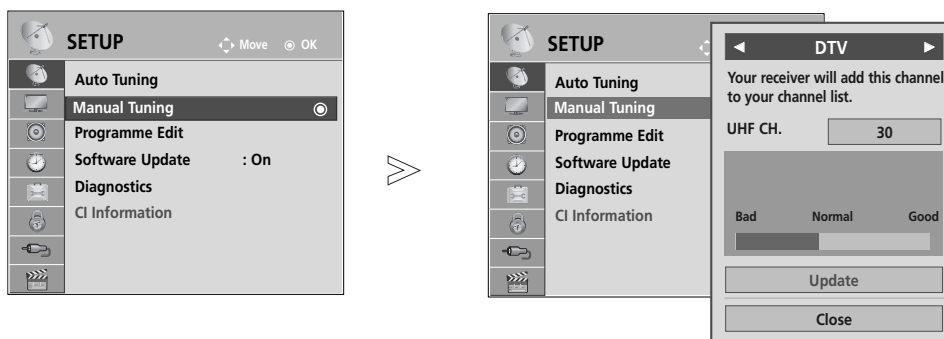 SETUP
Move OK
Auto Tuning
Manual Tuning
Programme Edit
Software Update : On
Diagnostics
CI Information
SETUP
Auto Tuning
Manual Tuning
Programme Edit
Software Update
Diagnostics
CI Information
◄ DTV ►
Your receiver will add this channel
to your channel list.
UHF CH. 30
Bad Normal Good
Update
Close